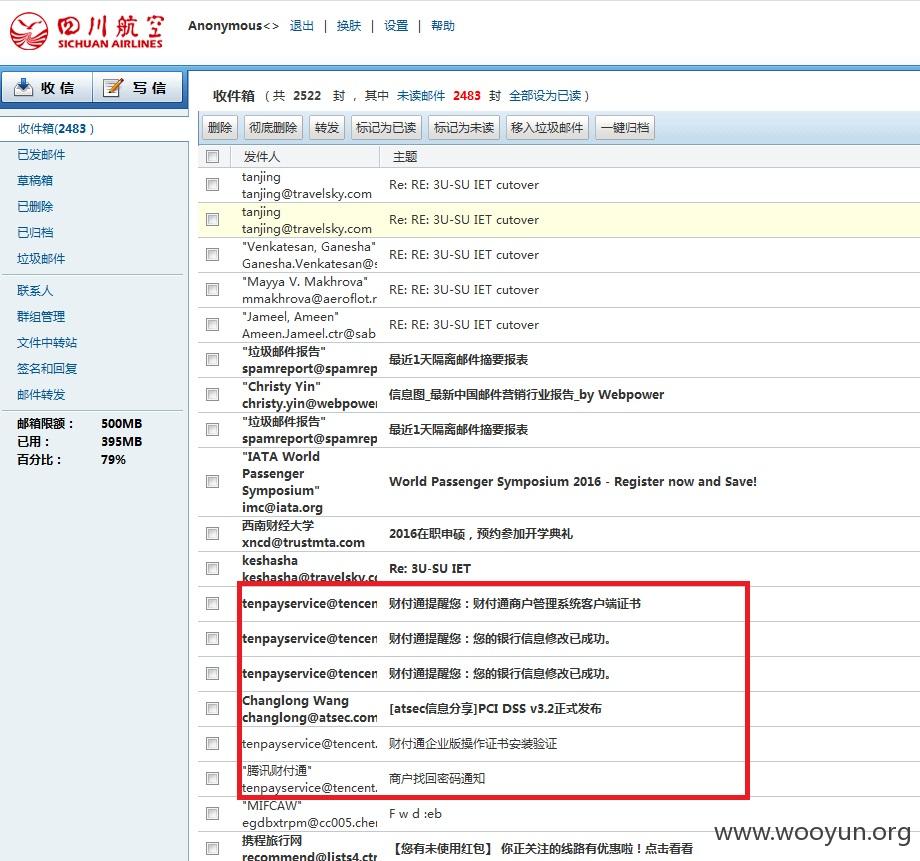 四川航空
SICHUAN AIRLINES
Anonymous<> 退出 | 换肤 | 设置 | 帮助
收信 写信
收件箱 ( 共 2522 封 , 其中 未读邮件 2483 封 全部设为已读 )
删除 彻底删除 转发 标记为已读 标记为未读 移入垃圾邮件 一键归档
收件箱(2483 )
已发邮件
草稿箱
已删除
已归档
垃圾邮件
联系人
群组管理
文件中转站
签名和回复
邮件转发
邮箱限额： 500MB
已用： 395MB
百分比： 79%
发件人 主题
tanjing
tanjing@travelsky.com
Re: RE: 3U-SU IET cutover
tanjing
tanjing@travelsky.com
Re: RE: 3U-SU IET cutover
"Venkatesan, Ganesha"
Ganesha.Venkatesan@s
RE: RE: 3U-SU IET cutover
"Mayya V. Makhrova"
mmakhrova@aeroflot.r
RE: RE: 3U-SU IET cutover
"Jameel, Ameen"
Ameen.Jameel.ctr@sab
RE: RE: 3U-SU IET cutover
"垃圾邮件报告"
spamreport@spamrep
最近1天隔离邮件摘要报表
"Christy Yin"
christy.yin@webpower
信息图_最新中国邮件营销行业报告_by Webpower
"垃圾邮件报告"
spamreport@spamrep
最近1天隔离邮件摘要报表
"IATA World
Passenger
Symposium"
imc@iata.org
World Passenger Symposium 2016 - Register now and Save!
西南财经大学
xncd@trustmta.com
2016在职申硕，预约参加开学典礼
keshasha
keshasha@travelsky.co
Re: 3U-SU IET
tenpayservice@tencen
财付通提醒您：财付通商户管理系统客户端证书
tenpayservice@tencen
财付通提醒您：您的银行信息修改已成功。
tenpayservice@tencen
财付通提醒您：您的银行信息修改已成功。
Changlong Wang
changlong@atsec.com
[atsec信息分享]PCI DSS v3.2正式发布
tenpayservice@tencent.
财付通企业版操作证书安装验证
"腾讯财付通"
tenpayservice@tencent.
商户找回密码通知
"MIFCAW"
egdbxtrpm@cc005.cher
F w d :eb
携程旅行网
recommend@lists4.ctr
【您有未使用红包】 你正关注的线路有优惠啦！点击看看
www.wooyun.org